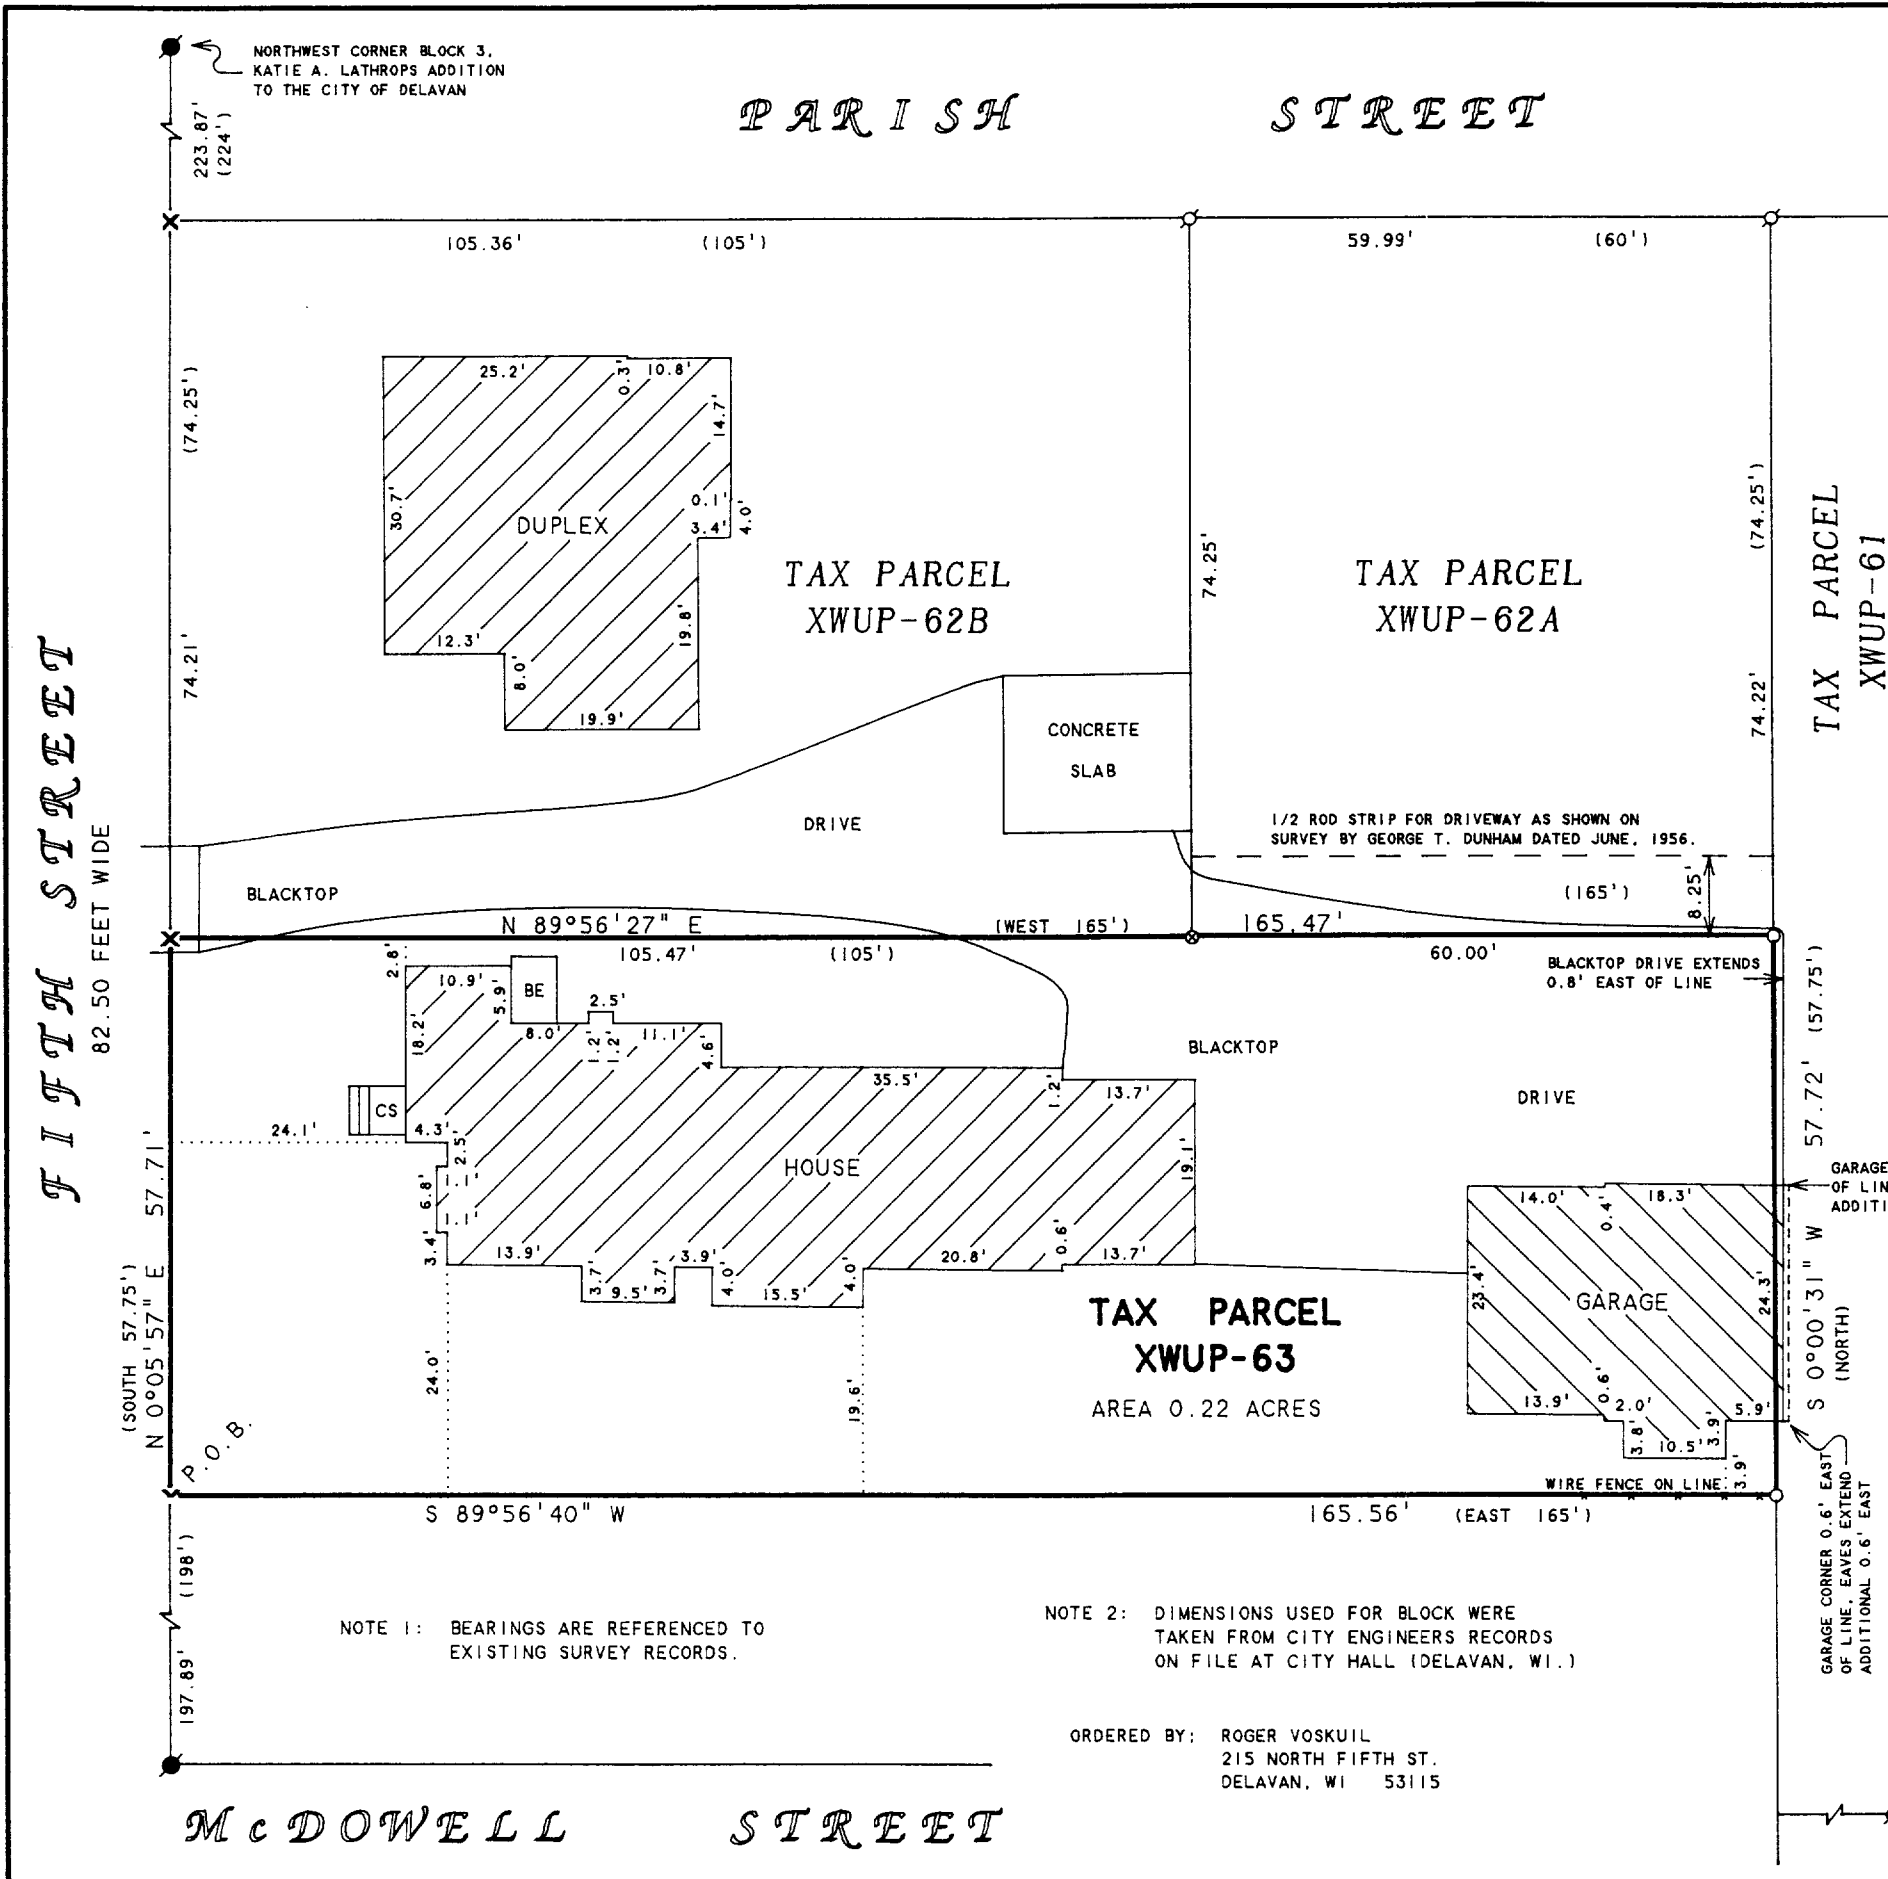 NORTHWEST CORNER BLOCK 3,
KATIE A. LATHROPS ADDITION
TO THE CITY OF DELAVAN
223.87'
(224')
PARISH STREET
105.36' (105')
59.99' (60')
(74.25')
74.21'
25.2'
0.3'
10.8'
14.7'
30.7'
0.1'
3.4'
4.0'
DUPLEX
12.3'
8.0'
19.8'
19.9'
TAX PARCEL
XWUP-62B
74.25'
TAX PARCEL
XWUP-62A
(74.25')
74.22'
TAX PARCEL
XWUP-61
FIFTH STREET
82.50 FEET WIDE
CONCRETE
SLAB
DRIVE
BLACKTOP
1/2 ROD STRIP FOR DRIVEWAY AS SHOWN ON
SURVEY BY GEORGE T. DUNHAM DATED JUNE, 1956.
(165')
8.25'
N 89°56'27" E
(WEST 165')
165.47'
105.47' (105')
60.00'
BLACKTOP DRIVE EXTENDS
0.8' EAST OF LINE
(57.75')
57.72'
S 0°00'31" W
(NORTH)
2.8'
10.9'
5.9'
BE
2.5'
18.2'
8.0'
1.2'
1.2'
11.1'
4.6'
35.5'
1.2'
13.7'
BLACKTOP
DRIVE
CS
24.1'
4.3'
2.5'
1.1'
6.8'
1.1'
3.4'
HOUSE
19.1'
13.9'
3.7'
9.5'
3.7'
3.9'
4.0'
15.5'
4.0'
20.8'
0.6'
13.7'
24.0'
19.6'
57.71'
N 0°05'57" E
(SOUTH 57.75')
P.O.B.
14.0'
0.4'
18.3'
23.4'
GARAGE
24.3'
13.9'
0.6'
2.0'
3.8'
10.5'
3.9'
5.9'
3.9'
WIRE FENCE ON LINE
GARAGE
OF LIN
ADDITI
TAX PARCEL
XWUP-63
AREA 0.22 ACRES
S 89°56'40" W
165.56' (EAST 165')
GARAGE CORNER 0.6' EAST
OF LINE, EAVES EXTEND
ADDITIONAL 0.6' EAST
(198')
197.89'
NOTE 1: BEARINGS ARE REFERENCED TO
EXISTING SURVEY RECORDS.
NOTE 2: DIMENSIONS USED FOR BLOCK WERE
TAKEN FROM CITY ENGINEERS RECORDS
ON FILE AT CITY HALL (DELAVAN, WI.)
ORDERED BY: ROGER VOSKUIL
215 NORTH FIFTH ST.
DELAVAN, WI 53115
McDOWELL STREET